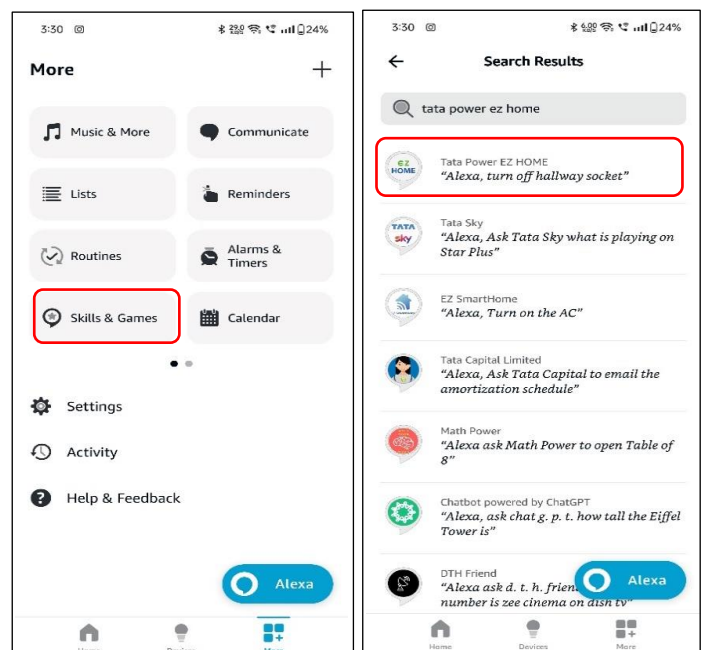 3:30
24%
More
Music & More
Communicate
Lists
Reminders
Routines
Alarms &
Timers
Skills & Games
Calendar
Settings
Activity
Help & Feedback
Alexa
More
3:30
24%
Search Results
tata power ez home
EZ
HOME
Tata Power EZ HOME
“Alexa, turn off hallway socket”
TATA
sky
Tata Sky
“Alexa, Ask Tata Sky what is playing on
Star Plus”
EZ SmartHome
“Alexa, Turn on the AC”
Tata Capital Limited
“Alexa, Ask Tata Capital to email the
amortization schedule”
Math Power
“Alexa ask Math Power to open Table of
8”
Chatbot powered by ChatGPT
“Alexa, ask chat g. p. t. how tall the Eiffel
Tower is”
DTH Friend
“Alexa ask d. t. h. frien
number is zee cinema on dish tv”
Alexa
Home
Devices
More